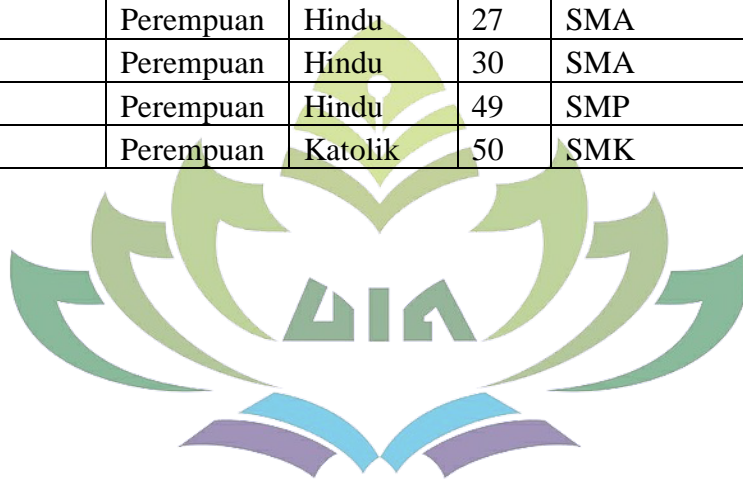 Perempuan Hindu 27 SMA
Perempuan Hindu 30 SMA
Perempuan Hindu 49 SMP
Perempuan Katolik 50 SMK
UIN